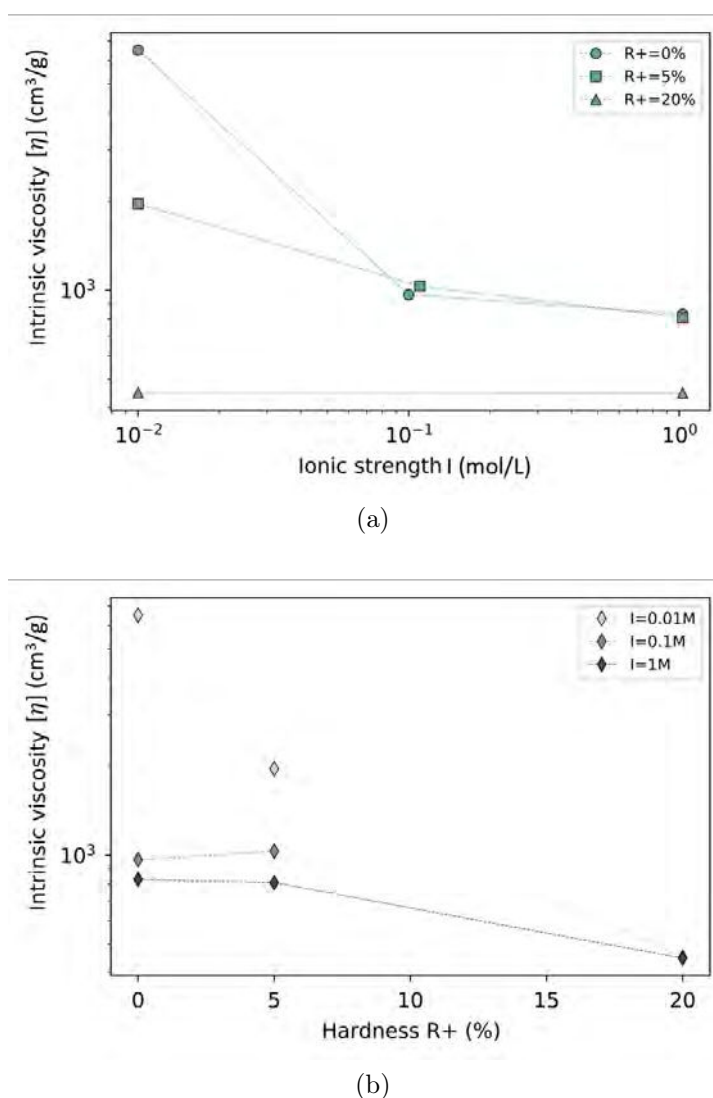 R+=0%
R+=5%
R+=20%
Intrinsic viscosity [η] (cm³/g)
10³
10⁻² 10⁻¹ 10⁰
Ionic strength I (mol/L)
(a)
I=0.01M
I=0.1M
I=1M
Intrinsic viscosity [η] (cm³/g)
10³
0 5 10 15 20
Hardness R+ (%)
(b)